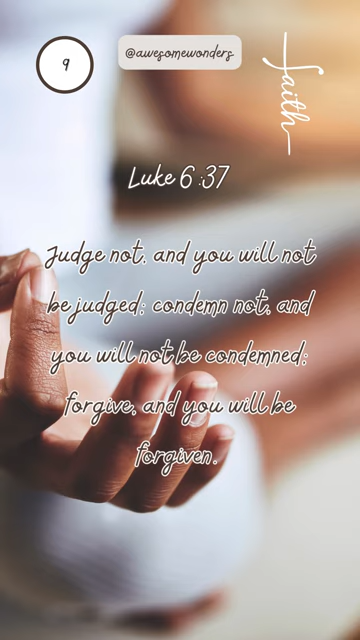 9
@awesomewonders
faith
Luke 6:37
Judge not, and you will not
be judged; condemn not, and
you will not be condemned;
forgive, and you will be
forgiven.